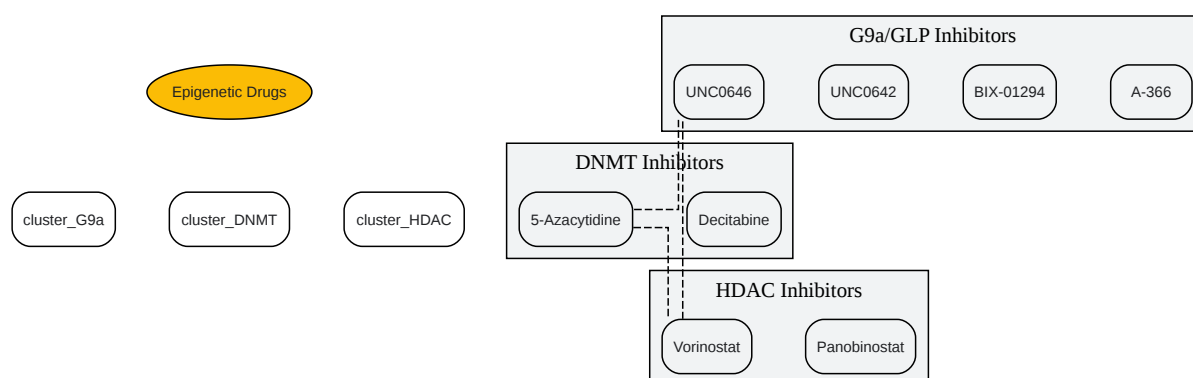 G9a/GLP Inhibitors
Epigenetic Drugs
UNC0646
UNC0642
BIX-01294
A-366
DNMT Inhibitors
cluster_G9a
cluster_DNMT
cluster_HDAC
5-Azacytidine
Decitabine
HDAC Inhibitors
Vorinostat
Panobinostat